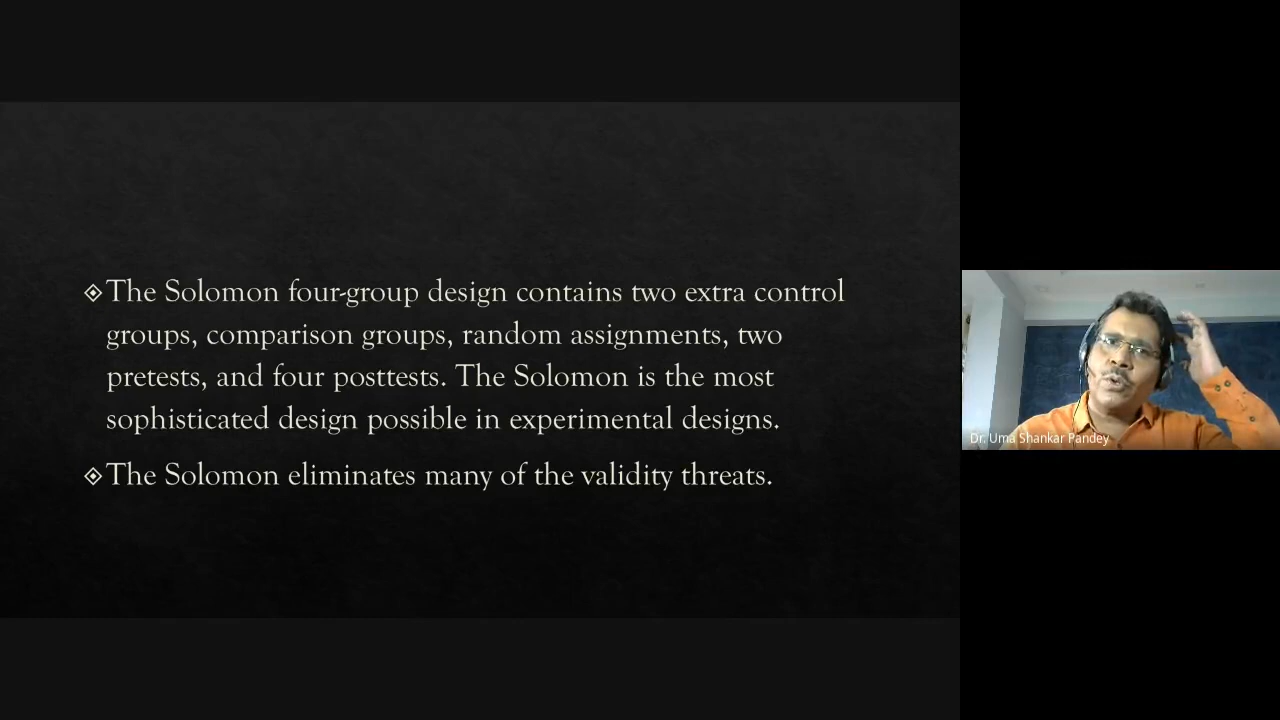 The Solomon four-group design contains two extra control
groups, comparison groups, random assignments, two
pretests, and four posttests. The Solomon is the most
sophisticated design possible in experimental designs.
The Solomon eliminates many of the validity threats.
Dr. Uma Shankar Pandey